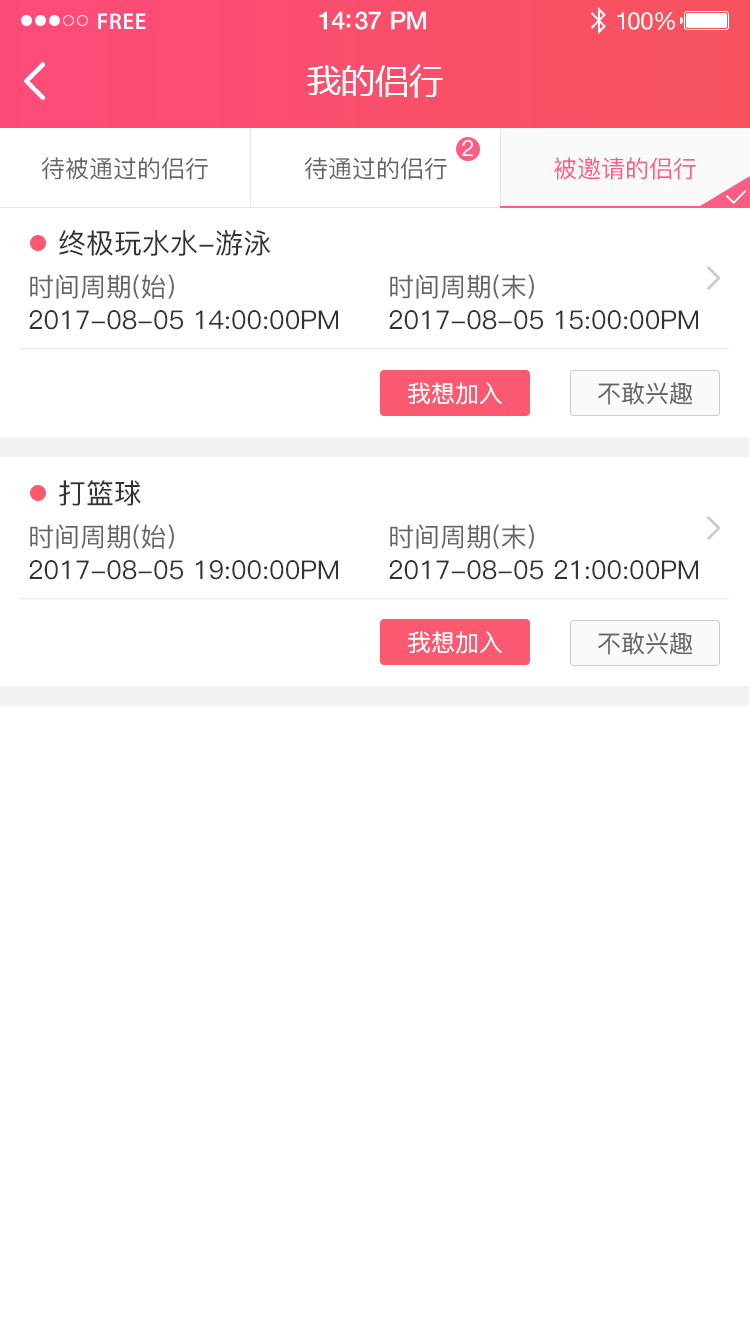 FREE 14:37 PM 100%
我的侣行
待被通过的侣行 待通过的侣行 2 被邀请的侣行
终极玩水水-游泳
时间周期(始) 时间周期(末)
2017-08-05 14:00:00PM 2017-08-05 15:00:00PM
我想加入 不敢兴趣
打篮球
时间周期(始) 时间周期(末)
2017-08-05 19:00:00PM 2017-08-05 21:00:00PM
我想加入 不敢兴趣